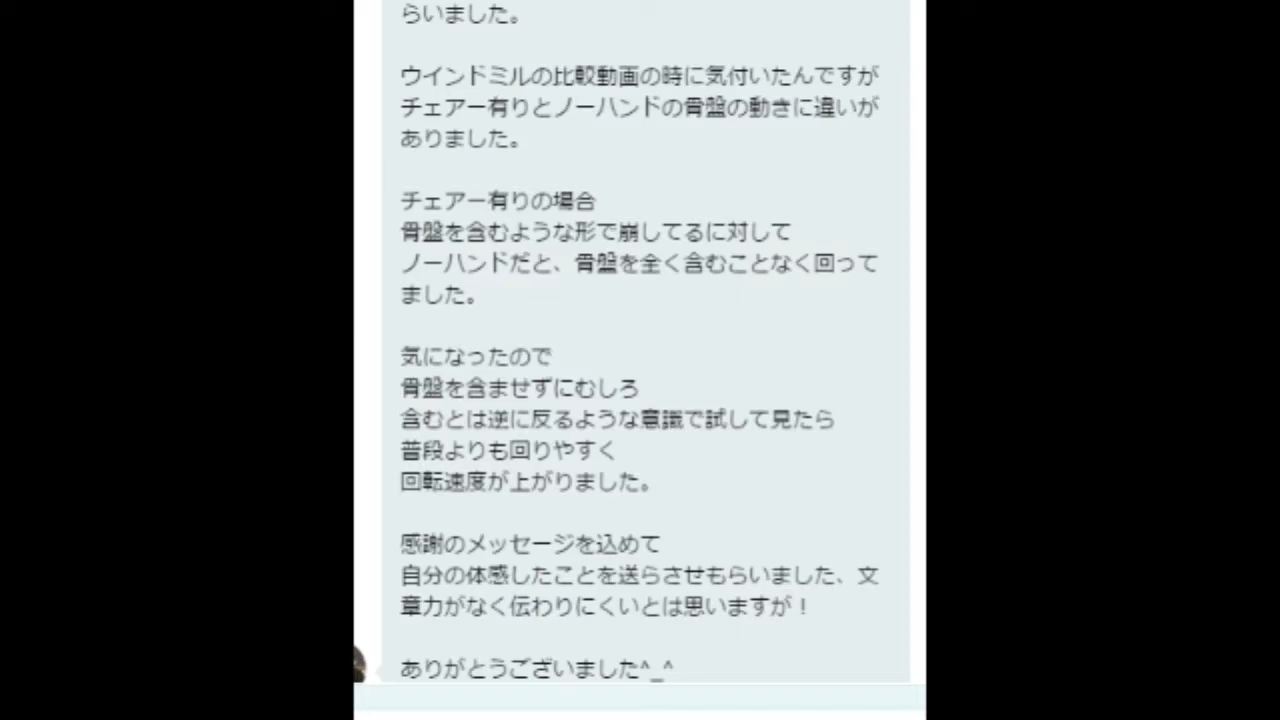 らいました。
ウインドミルの比較動画の時に気付いたんですが
チェアー有りとノーハンドの骨盤の動きに違いが
ありました。
チェアー有りの場合
骨盤を含むような形で崩してるに対して
ノーハンドだと、骨盤を全く含むことなく回って
ました。
気になったので
骨盤を含ませずにむしろ
含むとは逆に反るような意識で試して見たら
普段よりも回りやすく
回転速度が上がりました。
感謝のメッセージを込めて
自分の体感したことを送らさせもらいました、文
章力がなく伝わりにくいとは思いますが！
ありがとうございました^_^